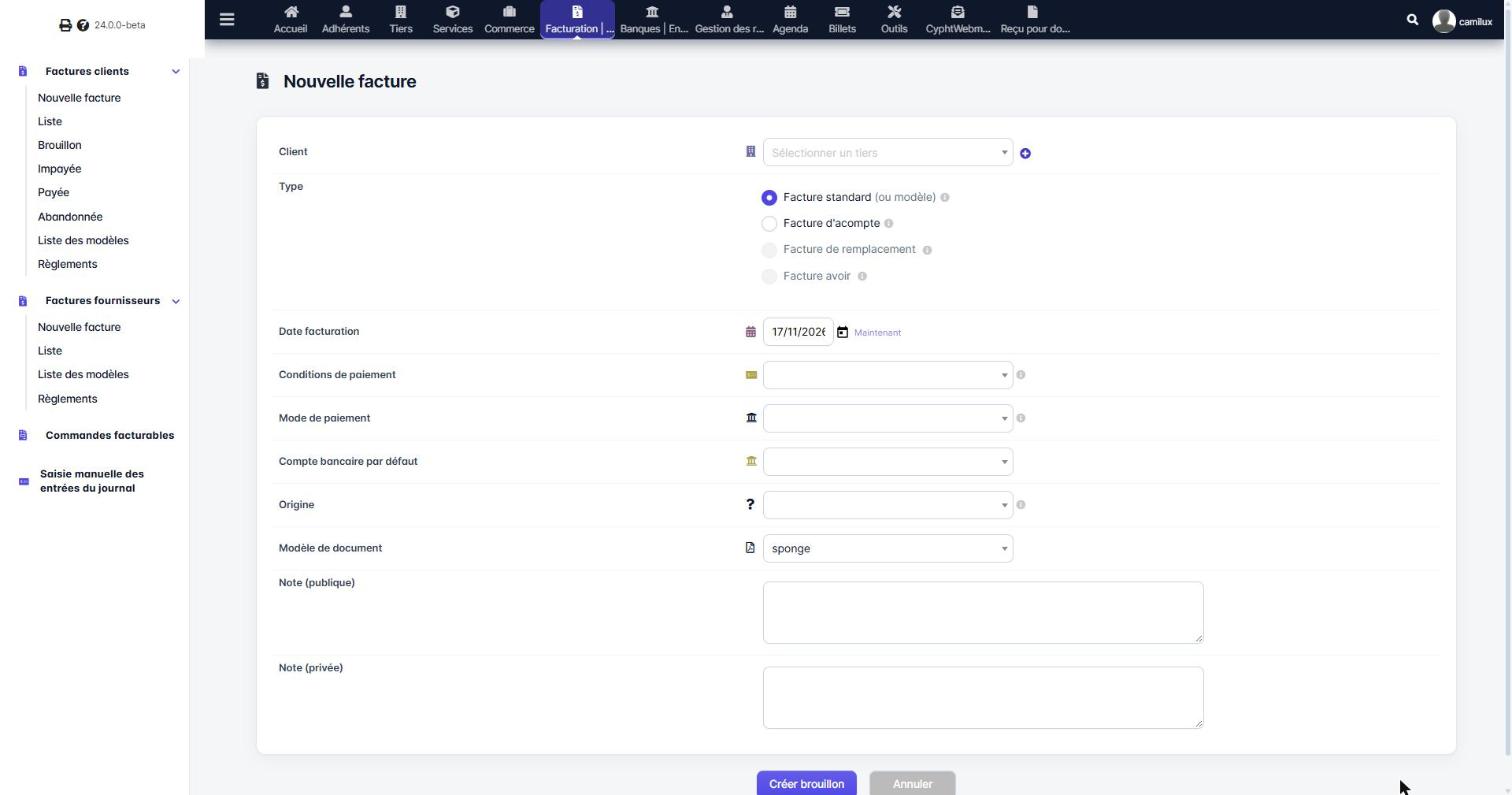 24.0.0-beta
Accueil
Adhérents
Tiers
Services
Commerce
Facturation | ...
Banques | En...
Gestion des r...
Agenda
Billets
Outils
CyphtWebm...
Reçu pour do...
camilux
Factures clients
Nouvelle facture
Liste
Brouillon
Impayée
Payée
Abandonnée
Liste des modèles
Règlements
Factures fournisseurs
Nouvelle facture
Liste
Liste des modèles
Règlements
Commandes facturables
Saisie manuelle des
entrées du journal
Nouvelle facture
Client
Sélectionner un tiers
Type
Facture standard (ou modèle)
Facture d'acompte
Facture de remplacement
Facture avoir
Date facturation
17/11/2026
Maintenant
Conditions de paiement
Mode de paiement
Compte bancaire par défaut
Origine
Modèle de document
sponge
Note (publique)
Note (privée)
Créer brouillon
Annuler